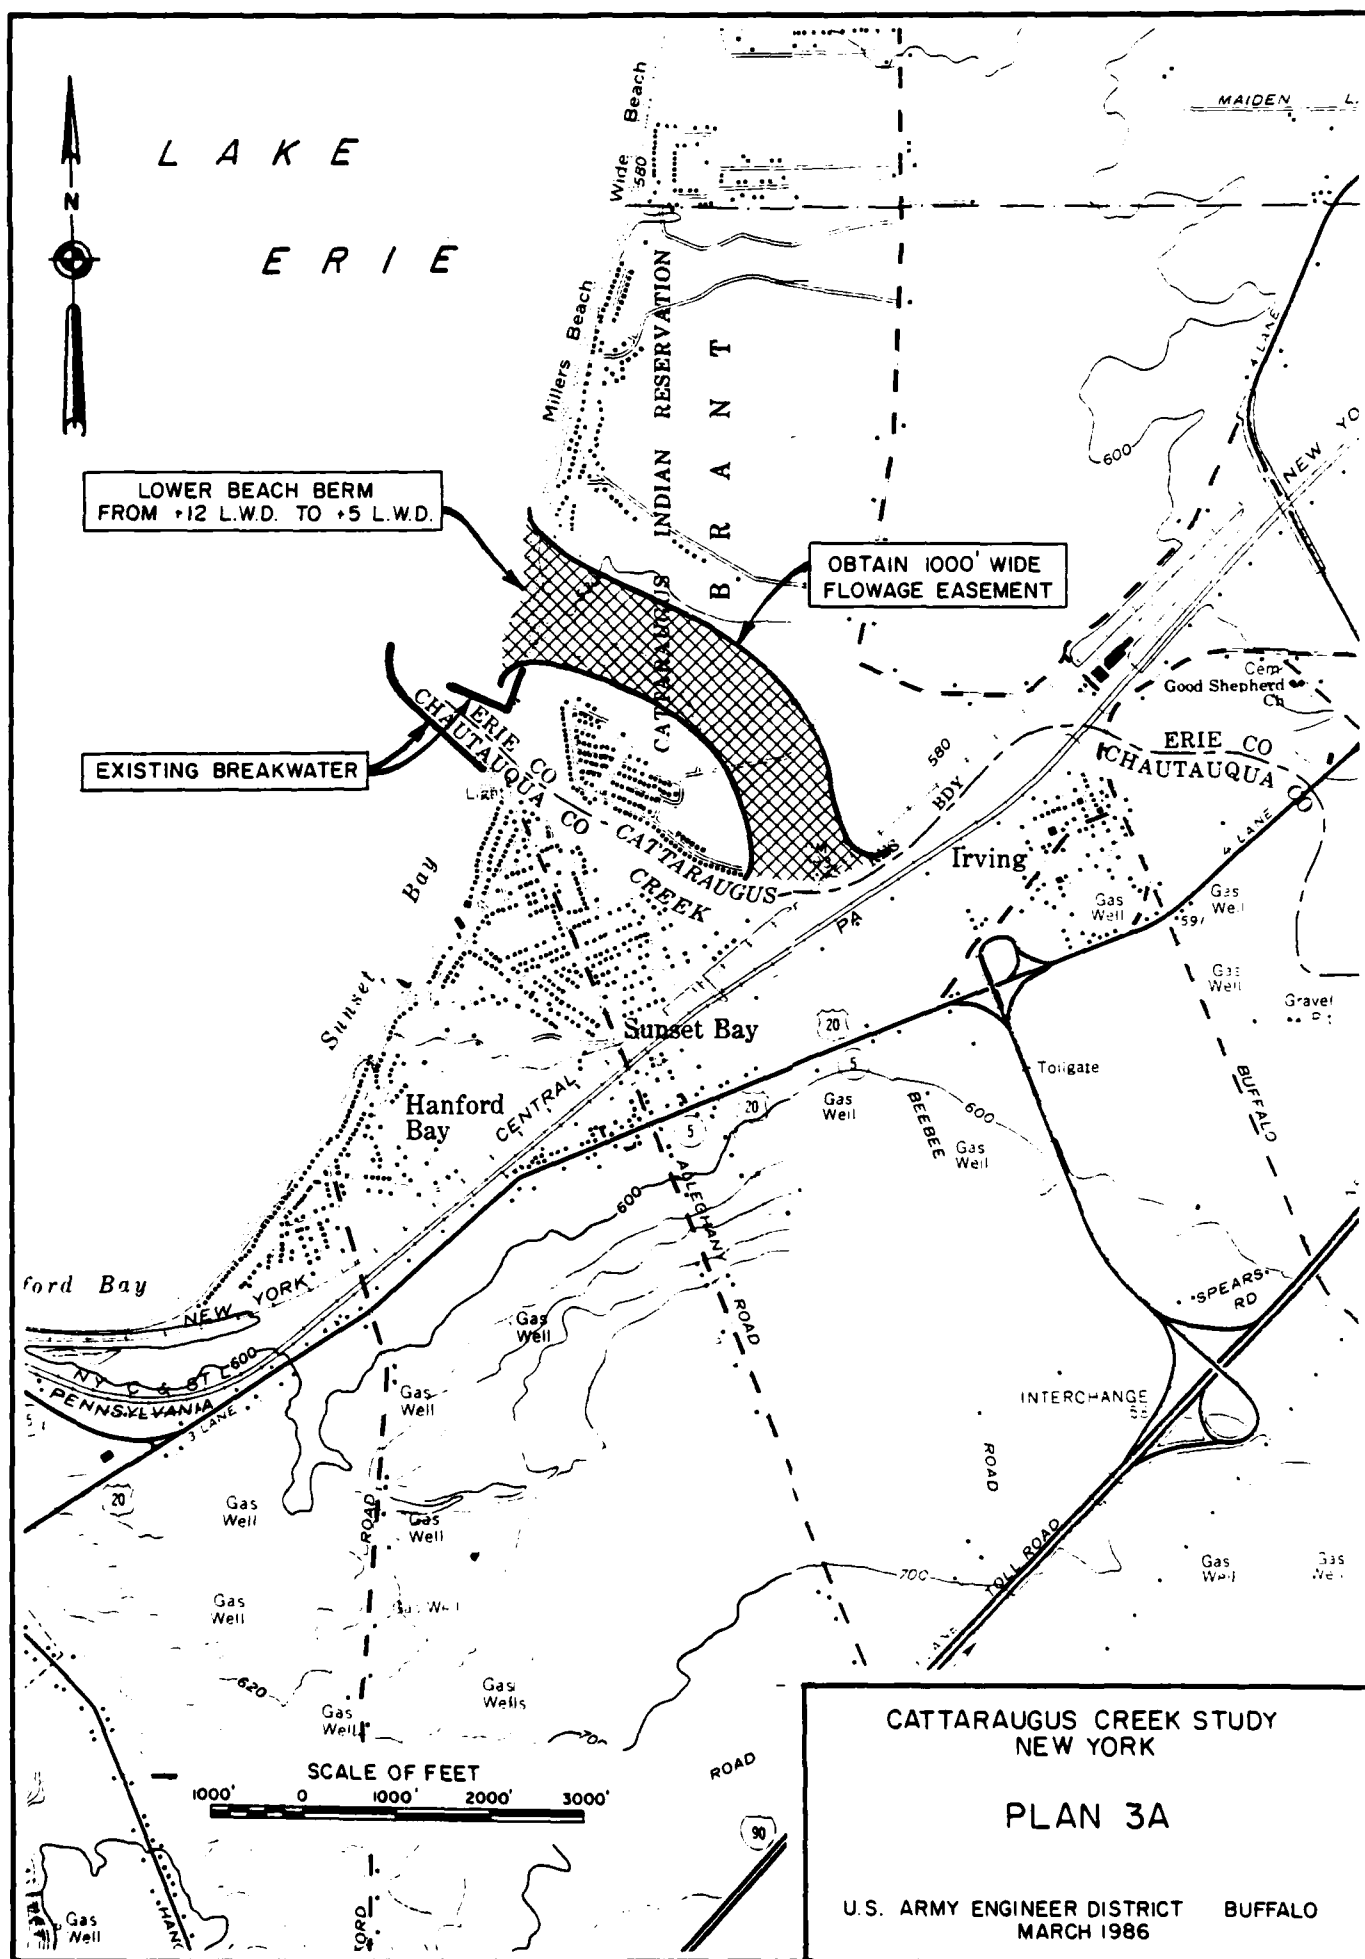 LAKE
ERIE
N
Wide Beach
580
MAIDEN L.
Millers Beach
CATTARAUGUS INDIAN RESERVATION
BRANT
4 LANE
NEW YO
600
LOWER BEACH BERM
FROM +12 L.W.D. TO +5 L.W.D.
OBTAIN 1000' WIDE
FLOWAGE EASEMENT
Cem
Good Shepherd
Ch
ERIE CO
CHAUTAUQUA CO
EXISTING BREAKWATER
ERIE CO
CHAUTAUQUA CO
CATTARAUGUS
CREEK
580
BDY
Irving
4 LANE
Gas
Well
Gas
Gas
Well
Gravel
PA
Sunset Bay
Sunset Bay
20
5
Tollgate
BUFFALO
Hanford
Bay
CENTRAL
20
5
Gas
Well
BEEBEE
600
Gas
Well
600
ALLEGHANY
ROAD
ford Bay
NEW YORK
SPEARS
RD
NY C & ST L
600
PENNSYLVANIA
3 LANE
Gas
Well
Gas
Well
INTERCHANGE
ROAD
20
Gas
Well
Gas
Well
ROAD
TOLL ROAD
Gas
Gas
700
Gas
Well
620
Gas
Wells
Gas
Well
ROAD
SCALE OF FEET
1000' 0 1000' 2000' 3000'
90
Gas
Well
CATTARAUGUS CREEK STUDY
NEW YORK
PLAN 3A
U.S. ARMY ENGINEER DISTRICT BUFFALO
MARCH 1986